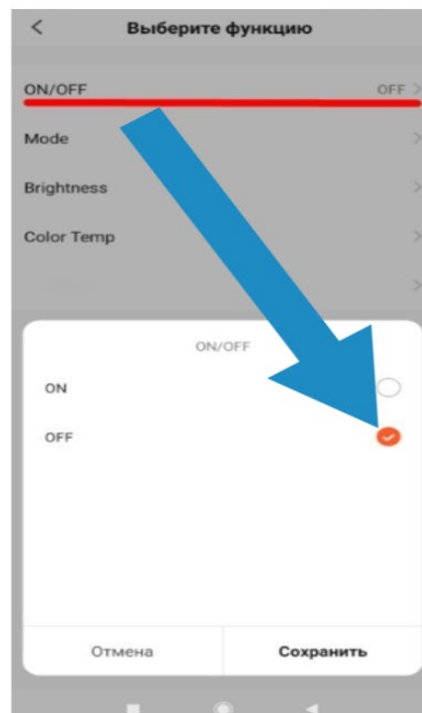 Выберите функцию
ON/OFF OFF
Mode
Brightness
Color Temp
ON/OFF
ON
OFF
Отмена Сохранить